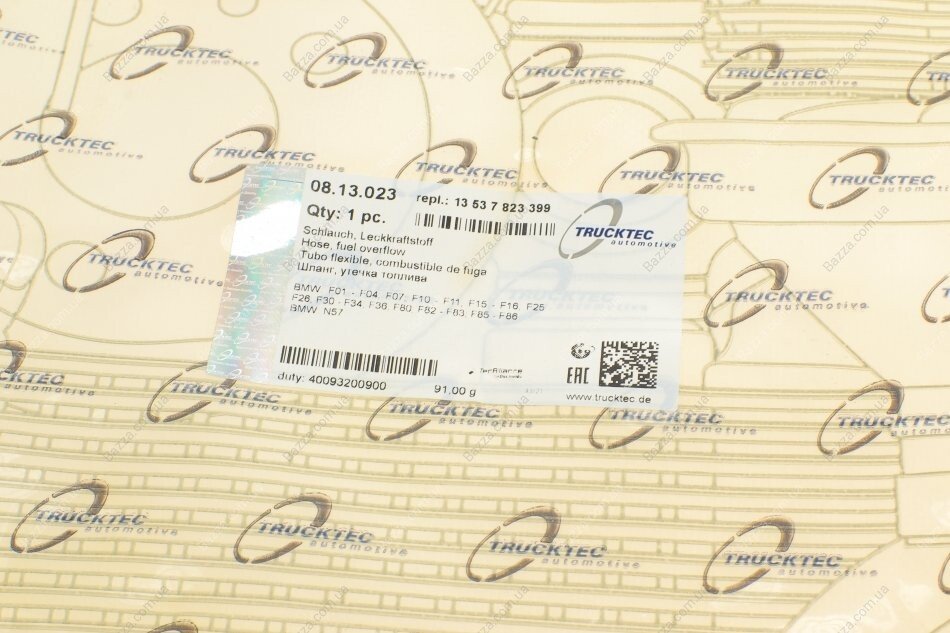 08.13.023
repl.: 13 53 7 823 399
Qty: 1 pc.
TRUCKTEC
automotive
Schlauch, Leckkraftstoff
Hose, fuel overflow
Tubo flexible, combustible de fuga
Шланг, утечка топлива
BMW F01 - F04, F07, F10 - F11, F15 - F16, F25
F26, F30 - F34, F36, F80, F82 - F83, F85 - F86
BMW N57
duty: 40093200900
91,00 g
EAC
www.trucktec.de